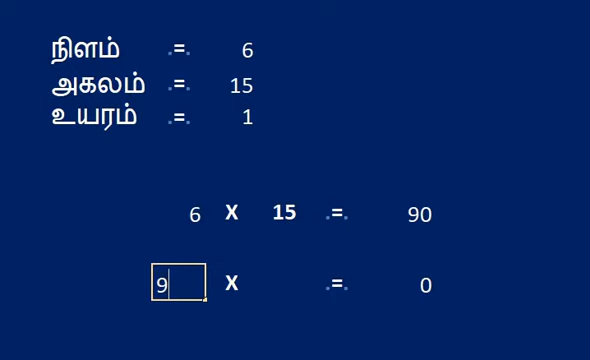 நிளம் .=. 6
அகலம் .=. 15
உயரம் .=. 1
6 X 15 .=. 90
9 X .=. 0